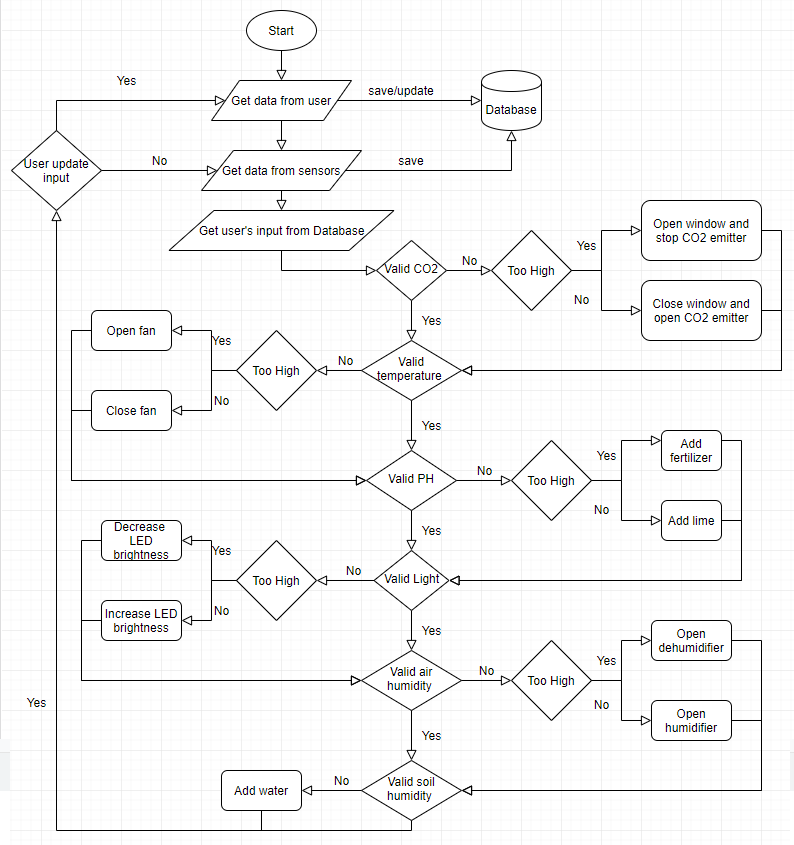 Start
Yes
Get data from user
save/update
Database
User update
input
No
Get data from sensors
save
Get user's input from Database
Valid CO2
No
Too High
Yes
Open window and
stop CO2 emitter
No
Close window and
open CO2 emitter
Yes
Open fan
Yes
Too High
No
Valid
temperature
Close fan
No
Yes
Valid PH
No
Too High
Yes
Add
fertilizer
No
Add lime
Yes
Decrease
LED
brightness
Yes
Too High
No
Valid Light
Increase LED
brightness
No
Yes
Valid air
humidity
No
Too High
Yes
Open
dehumidifier
No
Open
humidifier
Yes
Yes
Add water
No
Valid soil
humidity